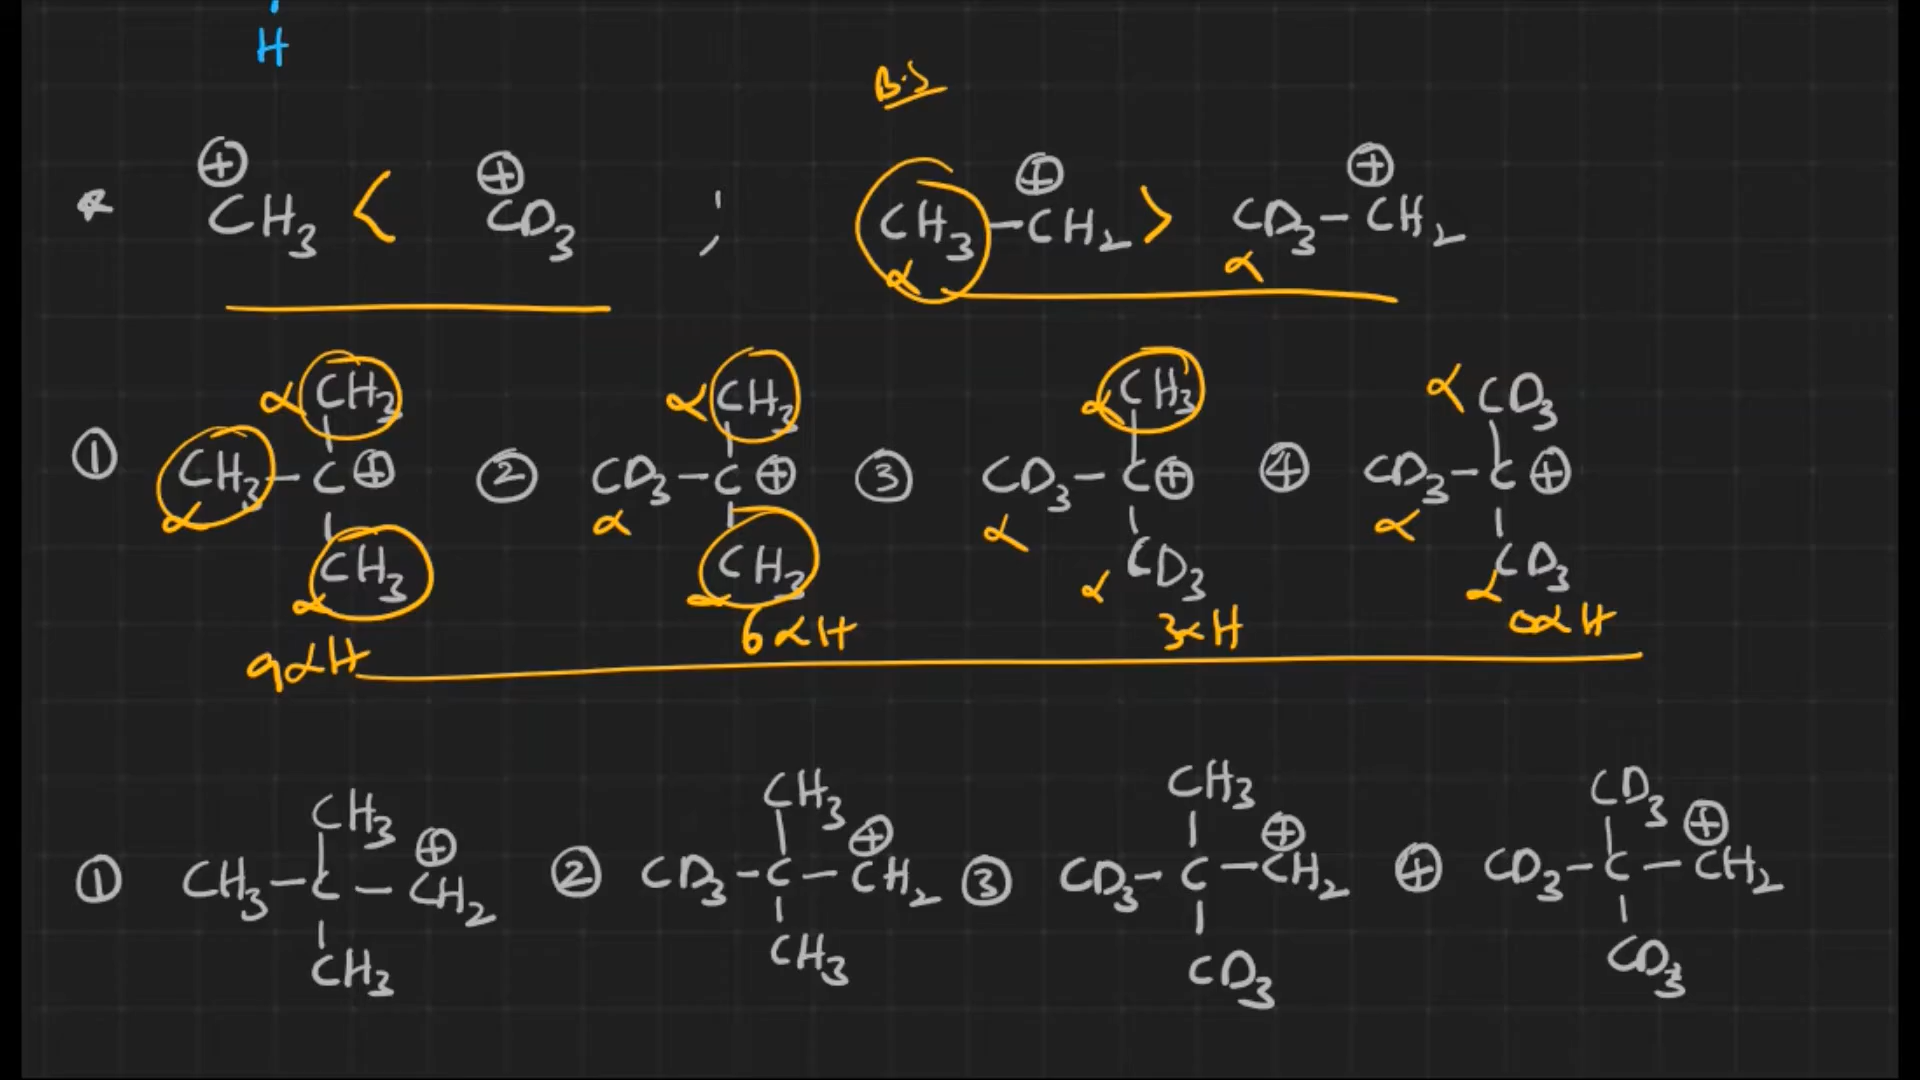 H
B.S
* ⊕CH3 < ⊕CD3 ; CH3–⊕CH2 > CD3–⊕CH2
α α
α CH3 α CH3 α CH3 α CD3
① CH3–C⊕ ② CD3–C⊕ ③ CD3–C⊕ ④ CD3–C⊕
α α α α
CH3 CH3 CD3 CD3
α α α α
9αH 6αH 3αH 0αH
CH3 CH3 CH3 CD3
① CH3–C–⊕CH2 ② CD3–C–⊕CH2 ③ CD3–C–⊕CH2 ④ CD3–C–⊕CH2
CH3 CH3 CD3 CD3